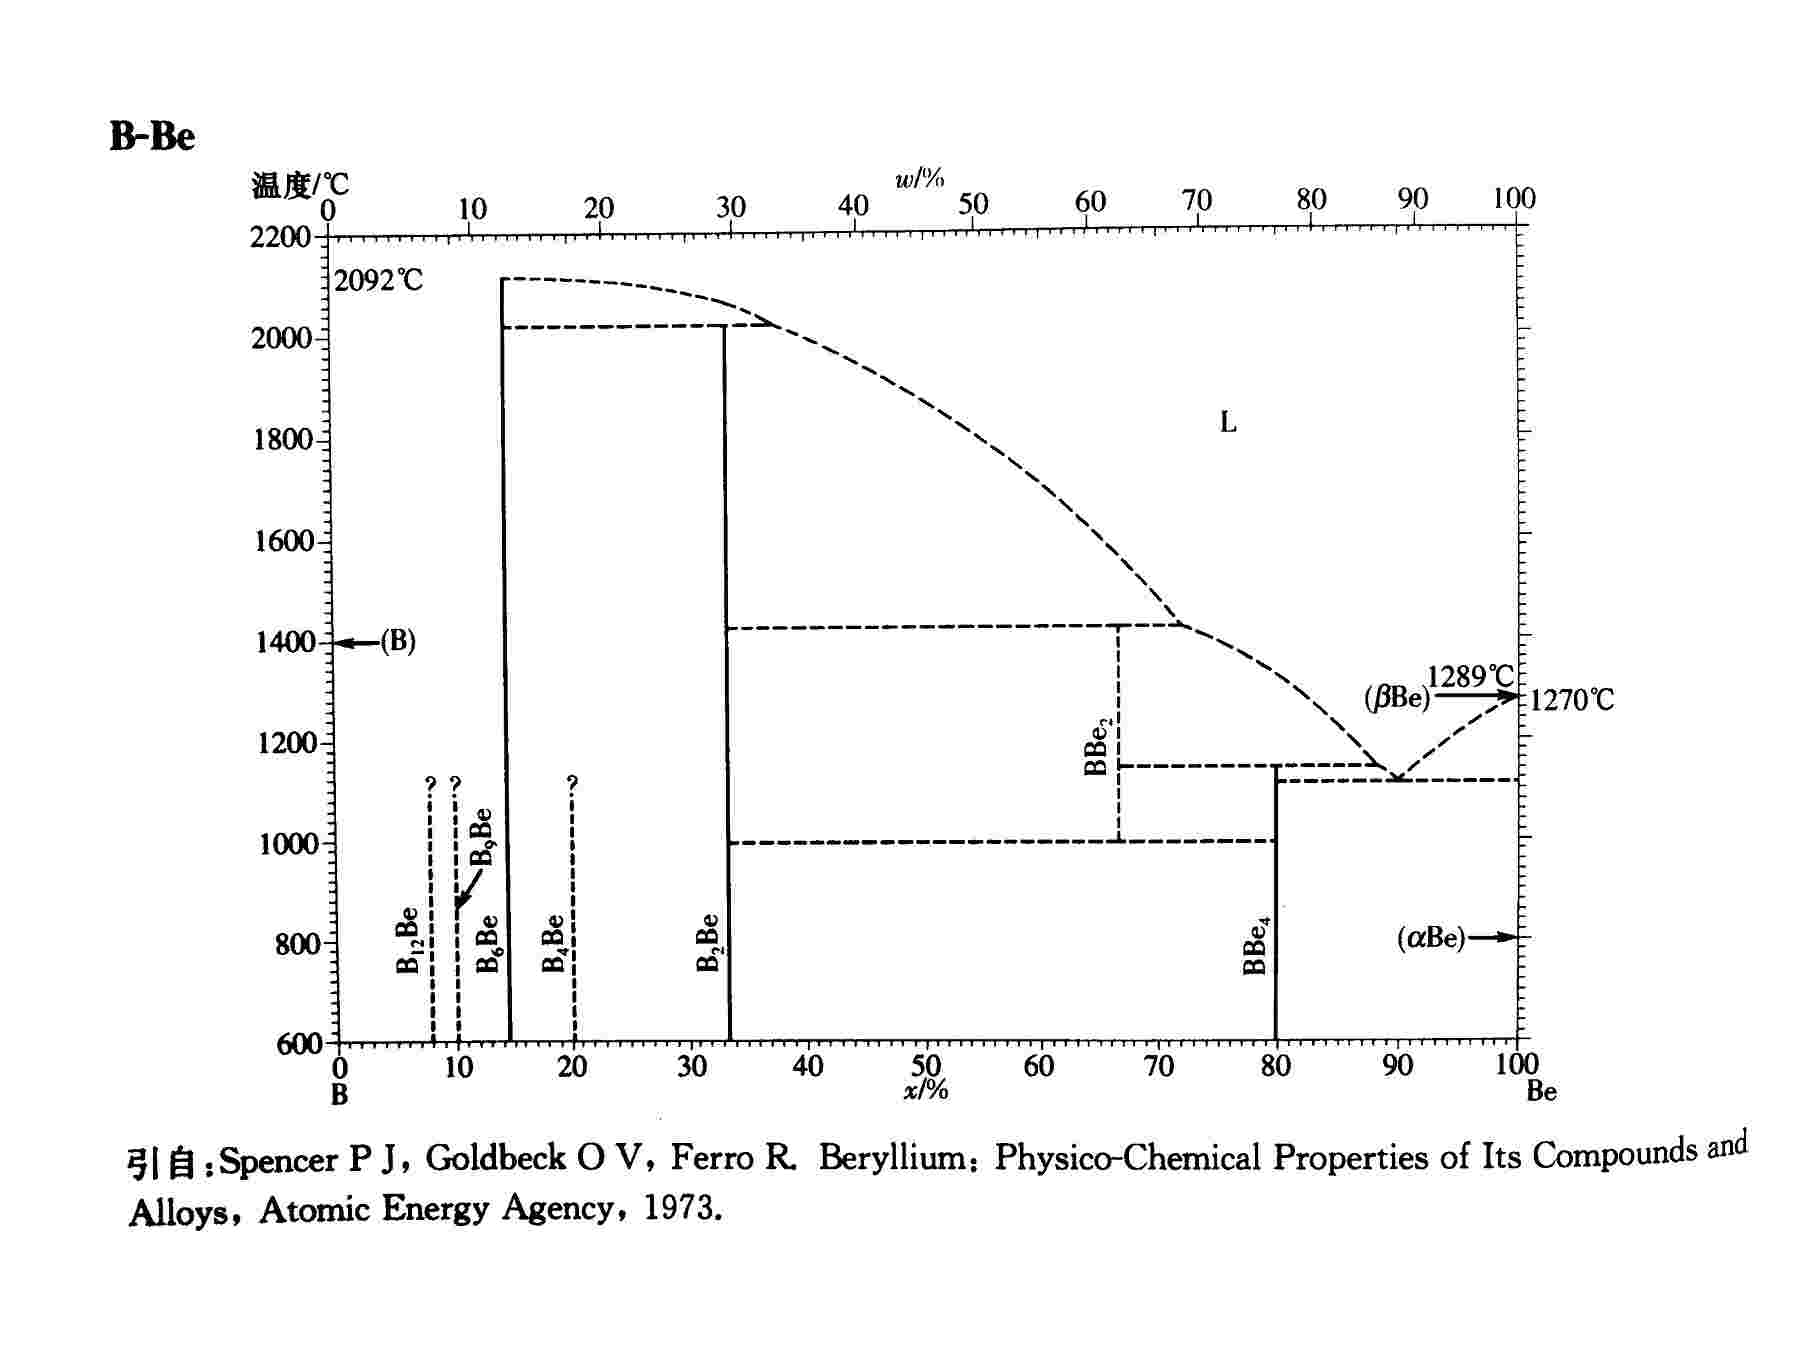 B-Be
温度/℃
w/%
0 10 20 30 40 50 60 70 80 90 100
2200
2092℃
2000
1800
L
1600
1400
(B)
1289℃
(βBe)
1270℃
1200
BBe₂
? ? ?
1000
B₉Be
800
B₁₂Be
B₆Be
B₄Be
B₂Be
BBe₄
(αBe)
600
0 10 20 30 40 50 60 70 80 90 100
B x/% Be
引自:Spencer P J, Goldbeck O V, Ferro R. Beryllium: Physico-Chemical Properties of Its Compounds and
Alloys, Atomic Energy Agency, 1973.